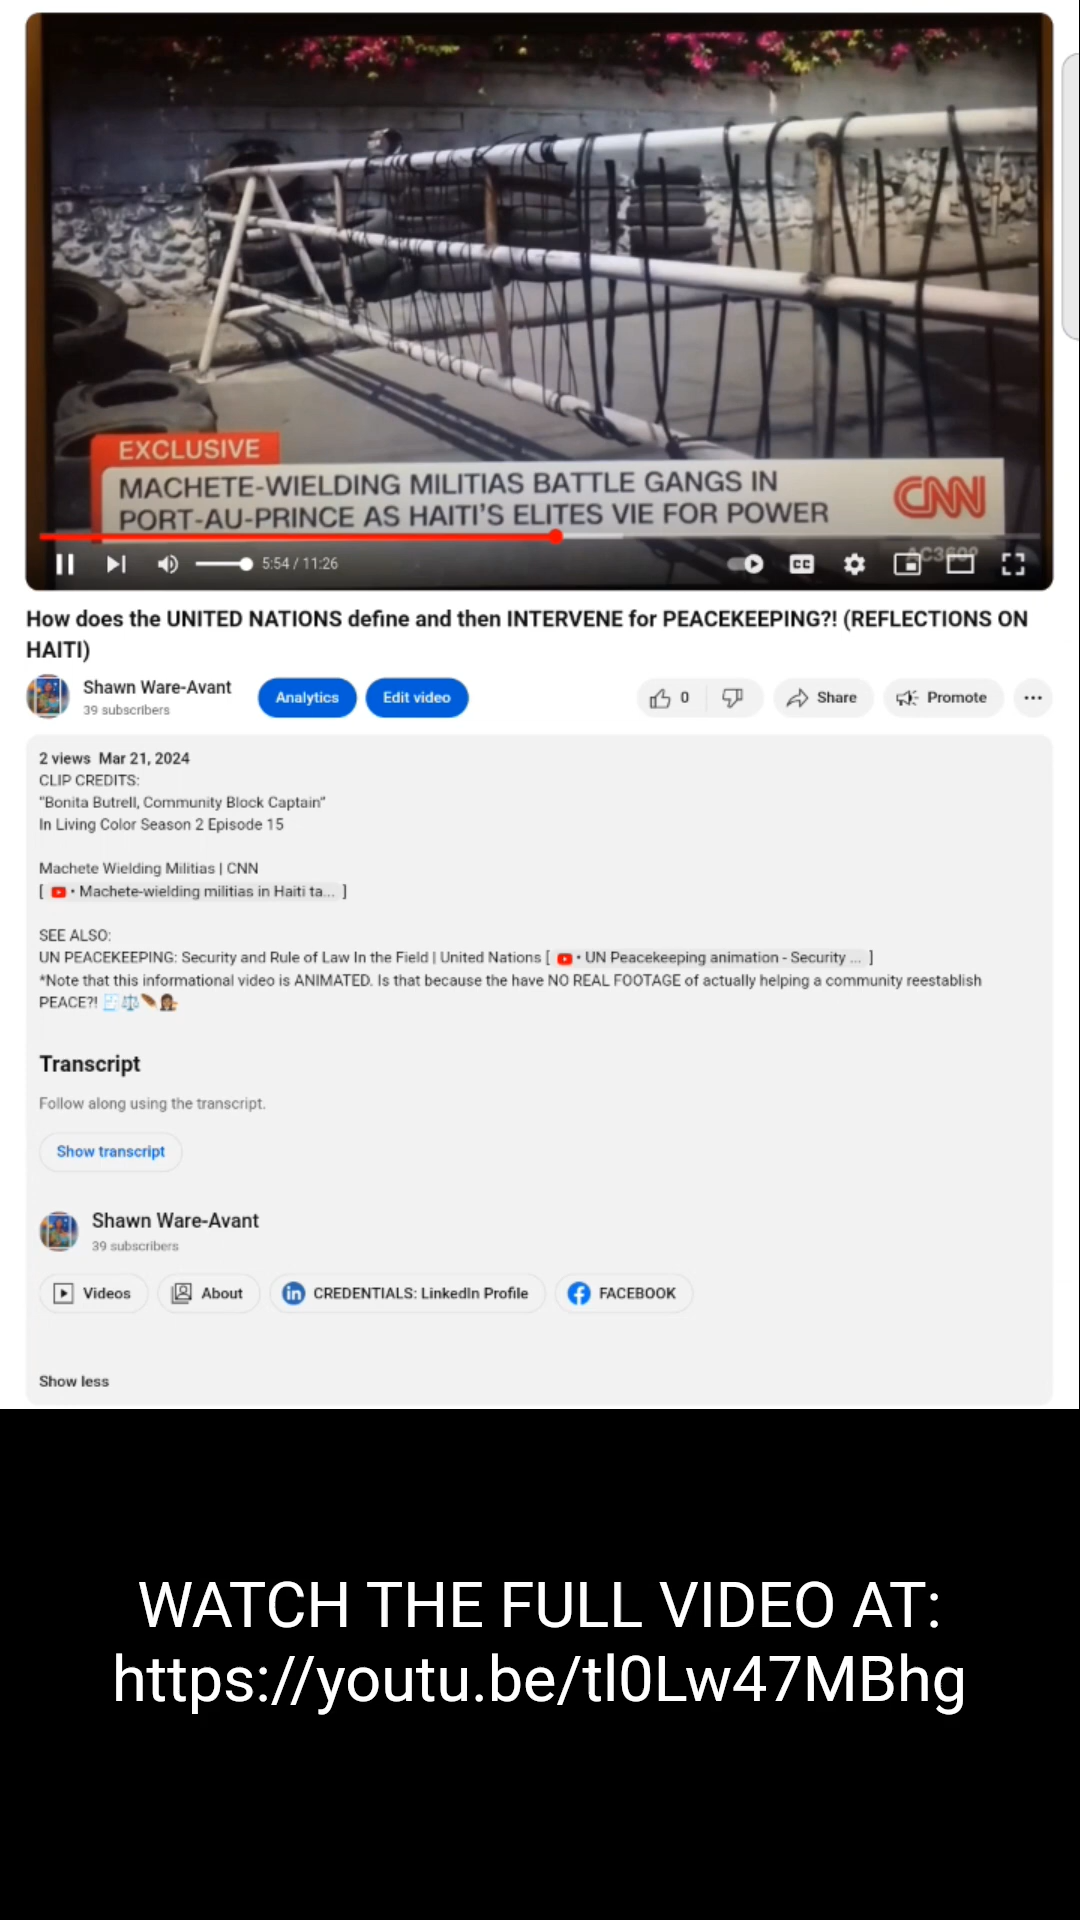 EXCLUSIVE
MACHETE-WIELDING MILITIAS BATTLE GANGS IN
PORT-AU-PRINCE AS HAITI'S ELITES VIE FOR POWER
CNN
AC360°
5:54 / 11:26
CC
How does the UNITED NATIONS define and then INTERVENE for PEACEKEEPING?! (REFLECTIONS ON
HAITI)
Shawn Ware-Avant
39 subscribers
Analytics
Edit video
0
Share
Promote
2 views Mar 21, 2024
CLIP CREDITS:
"Bonita Butrell, Community Block Captain"
In Living Color Season 2 Episode 15
Machete Wielding Militias | CNN
[ • Machete-wielding militias in Haiti ta... ]
SEE ALSO:
UN PEACEKEEPING: Security and Rule of Law In the Field | United Nations [ • UN Peacekeeping animation - Security ... ]
*Note that this informational video is ANIMATED. Is that because the have NO REAL FOOTAGE of actually helping a community reestablish
PEACE?! 🧾⚖️🪶👩🏽‍⚖️
Transcript
Follow along using the transcript.
Show transcript
Shawn Ware-Avant
39 subscribers
Videos
About
in CREDENTIALS: LinkedIn Profile
FACEBOOK
Show less
WATCH THE FULL VIDEO AT:
https://youtu.be/tl0Lw47MBhg